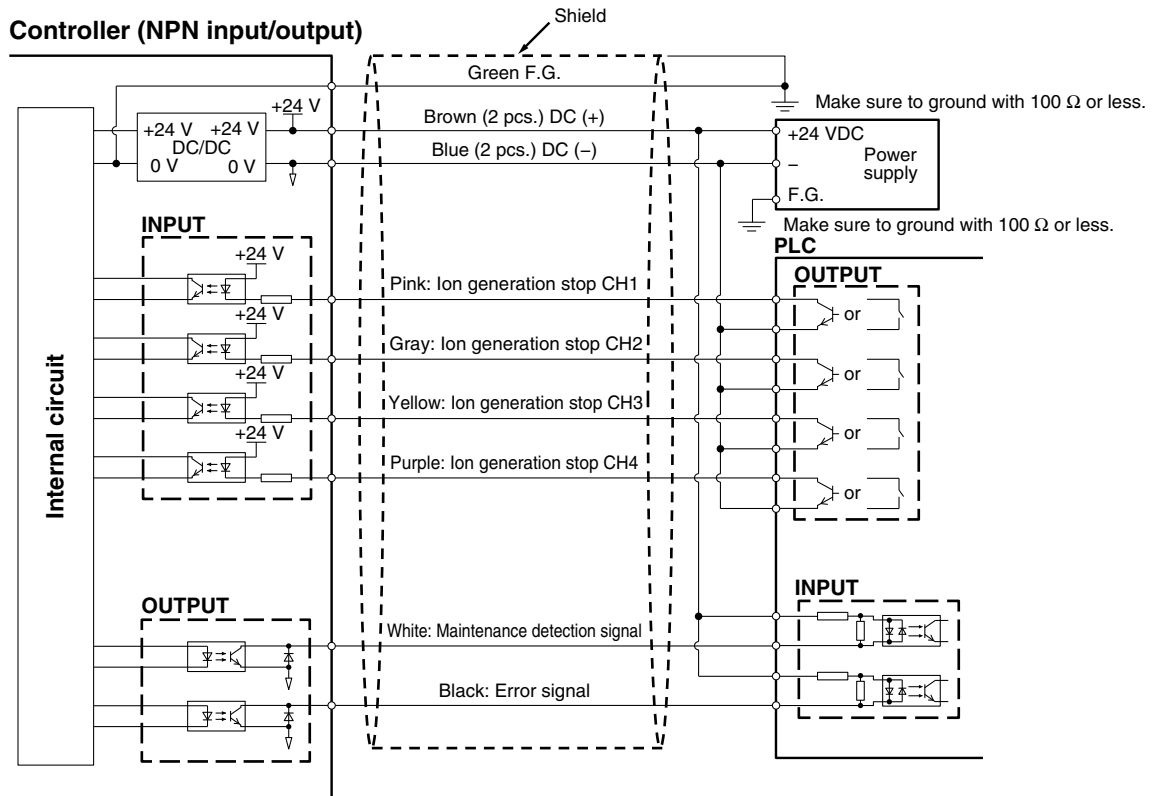 Shield
Controller (NPN input/output)
Green F.G.
Make sure to ground with 100 Ω or less.
+24 V
Brown (2 pcs.) DC (+)
+24 V +24 V
DC/DC
0 V 0 V
Blue (2 pcs.) DC (−)
+24 VDC
–
Power
supply
F.G.
Make sure to ground with 100 Ω or less.
INPUT
PLC
OUTPUT
+24 V
Pink: Ion generation stop CH1
or
+24 V
Gray: Ion generation stop CH2
or
+24 V
Yellow: Ion generation stop CH3
or
+24 V
Purple: Ion generation stop CH4
or
Internal circuit
OUTPUT
INPUT
White: Maintenance detection signal
Black: Error signal